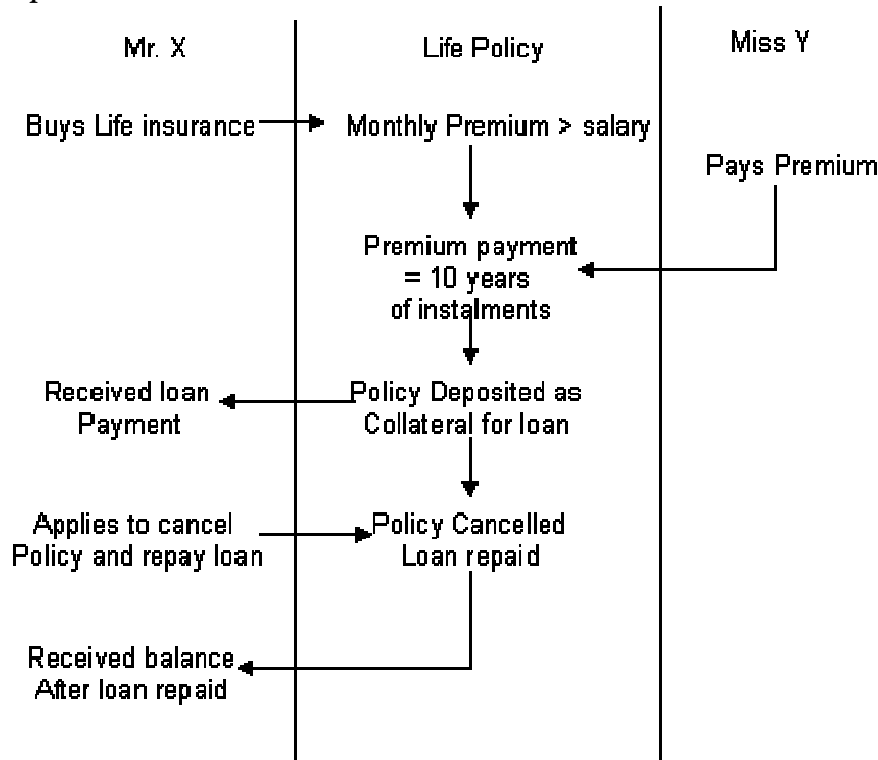 Mr. X
Life Policy
Miss Y
Buys Life insurance
Monthly Premium > salary
Pays Premium
Premium payment
= 10 years
of instalments
Received loan
Payment
Policy Deposited as
Collateral for loan
Applies to cancel
Policy and repay loan
Policy Cancelled
Loan repaid
Received balance
After loan repaid